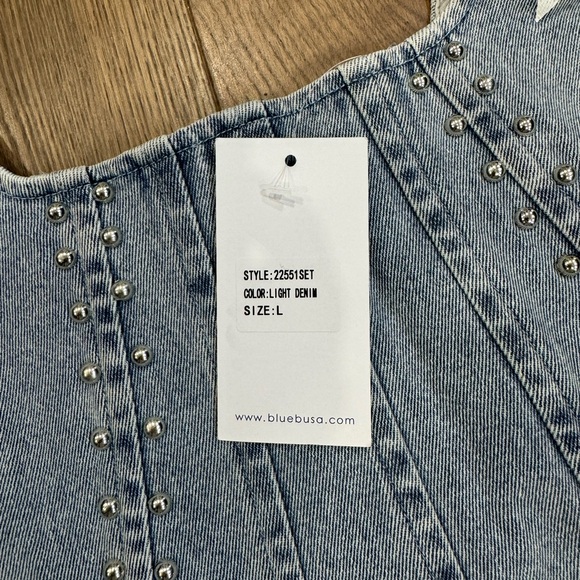 STYLE:22551SET
COLOR:LIGHT DENIM
SIZE:L
www.bluebusa.com